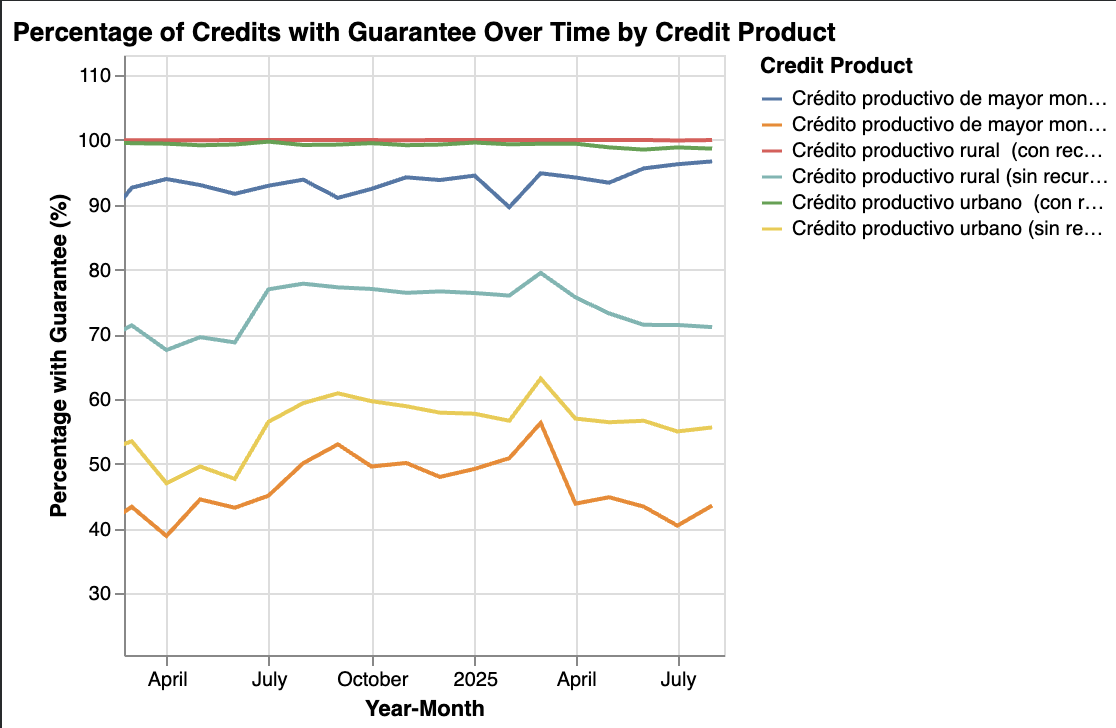 Percentage of Credits with Guarantee Over Time by Credit Product
Credit Product
Crédito productivo de mayor mon…
Crédito productivo de mayor mon…
Crédito productivo rural  (con rec…
Crédito productivo rural (sin recur…
Crédito productivo urbano  (con r…
Crédito productivo urbano (sin re…
Percentage with Guarantee (%)
110
100
90
80
70
60
50
40
30
April July October 2025 April July
Year-Month